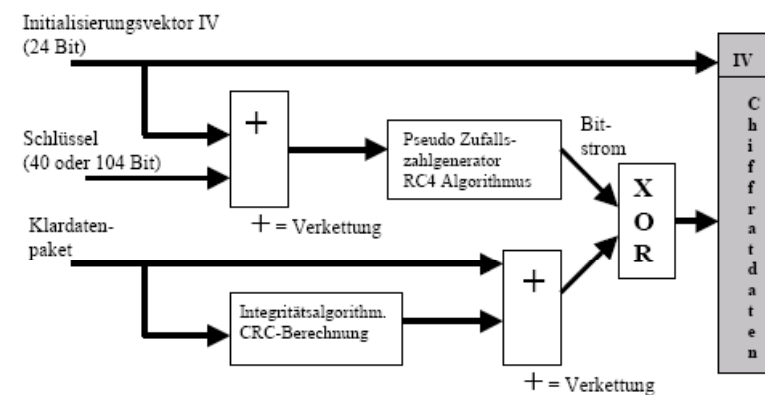 Initialisierungsvektor IV
(24 Bit)
IV
+
Schlüssel
(40 oder 104 Bit)
Pseudo Zufalls-
zahlgenerator
RC4 Algorithmus
Bit-
strom
+ = Verkettung
XOR
Chiffratdaten
Klardaten-
paket
+
Integritätsalgorithm.
CRC-Berechnung
+ = Verkettung